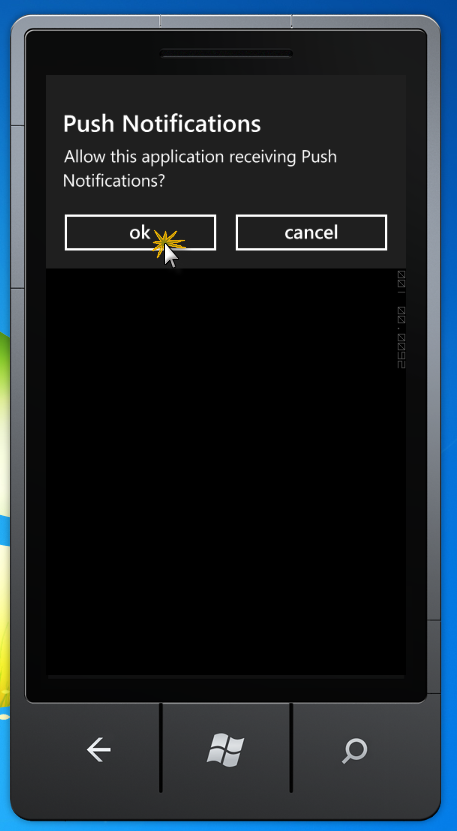 Push Notifications
Allow this application receiving Push
Notifications?
ok
cancel